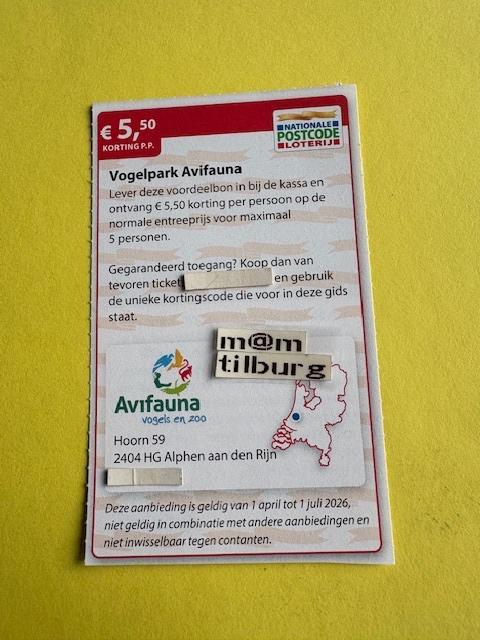 € 5,50
KORTING P.P.
NATIONALE
POSTCODE
LOTERIJ
Vogelpark Avifauna
Lever deze voordeelbon in bij de kassa en
ontvang € 5,50 korting per persoon op de
normale entreeprijs voor maximaal
5 personen.
Gegarandeerd toegang? Koop dan van
tevoren ticket en gebruik
de unieke kortingscode die voor in deze gids
staat.
m@m
tilburg
Avifauna
vogels en zoo
Hoorn 59
2404 HG Alphen aan den Rijn
Deze aanbieding is geldig van 1 april tot 1 juli 2026,
niet geldig in combinatie met andere aanbiedingen en
niet inwisselbaar tegen contanten.